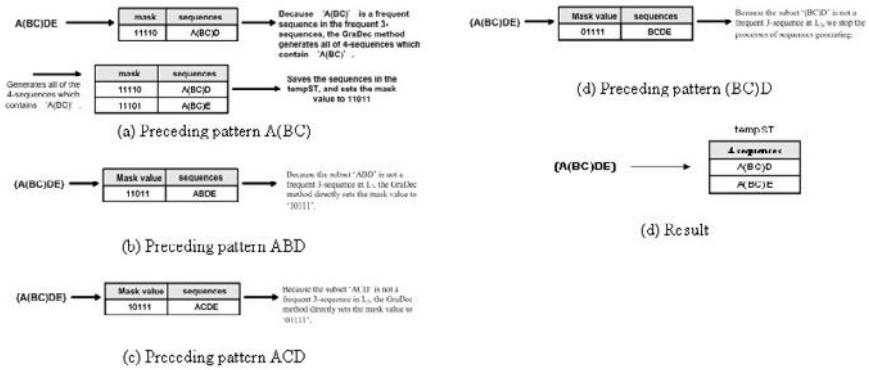 A(BC)DE
mask sequences
11110 A(BC)D
Because 'A(BC)' is a frequent
sequence in the frequent 3-
sequences, the GraDec method
generates all of 4-sequences which
contain 'A(BC)'.
Generates all of the
4-sequences which
contains 'A(BC)'.
mask sequences
11110 A(BC)D
11101 A(BC)E
Saves the sequences in the
tempST, and sets the mask
value to 11011
(a) Preceding pattern A(BC)
{A(BC)DE}
Mask value sequences
11011 ABDE
Because the subset 'ABD' is not a
frequent 3-sequence in L3, the GraDec
method directly sets the mask value to
'10111'.
(b) Preceding pattern ABD
{A(BC)DE}
Mask value sequences
10111 ACDE
Because the subset 'ACD' is not a
frequent 3-sequence in L3, the GraDec
method directly sets the mask value to
'01111'.
(c) Preceding pattern ACD
{A(BC)DE}
Mask value sequences
01111 BCDE
Because the subset '(BC)D' is not a
frequent 3-sequence in L3, we stop the
processes of sequences generating.
(d) Preceding pattern (BC)D
tempST
{A(BC)DE}
4 sequences
A(BC)D
A(BC)E
(d) Result